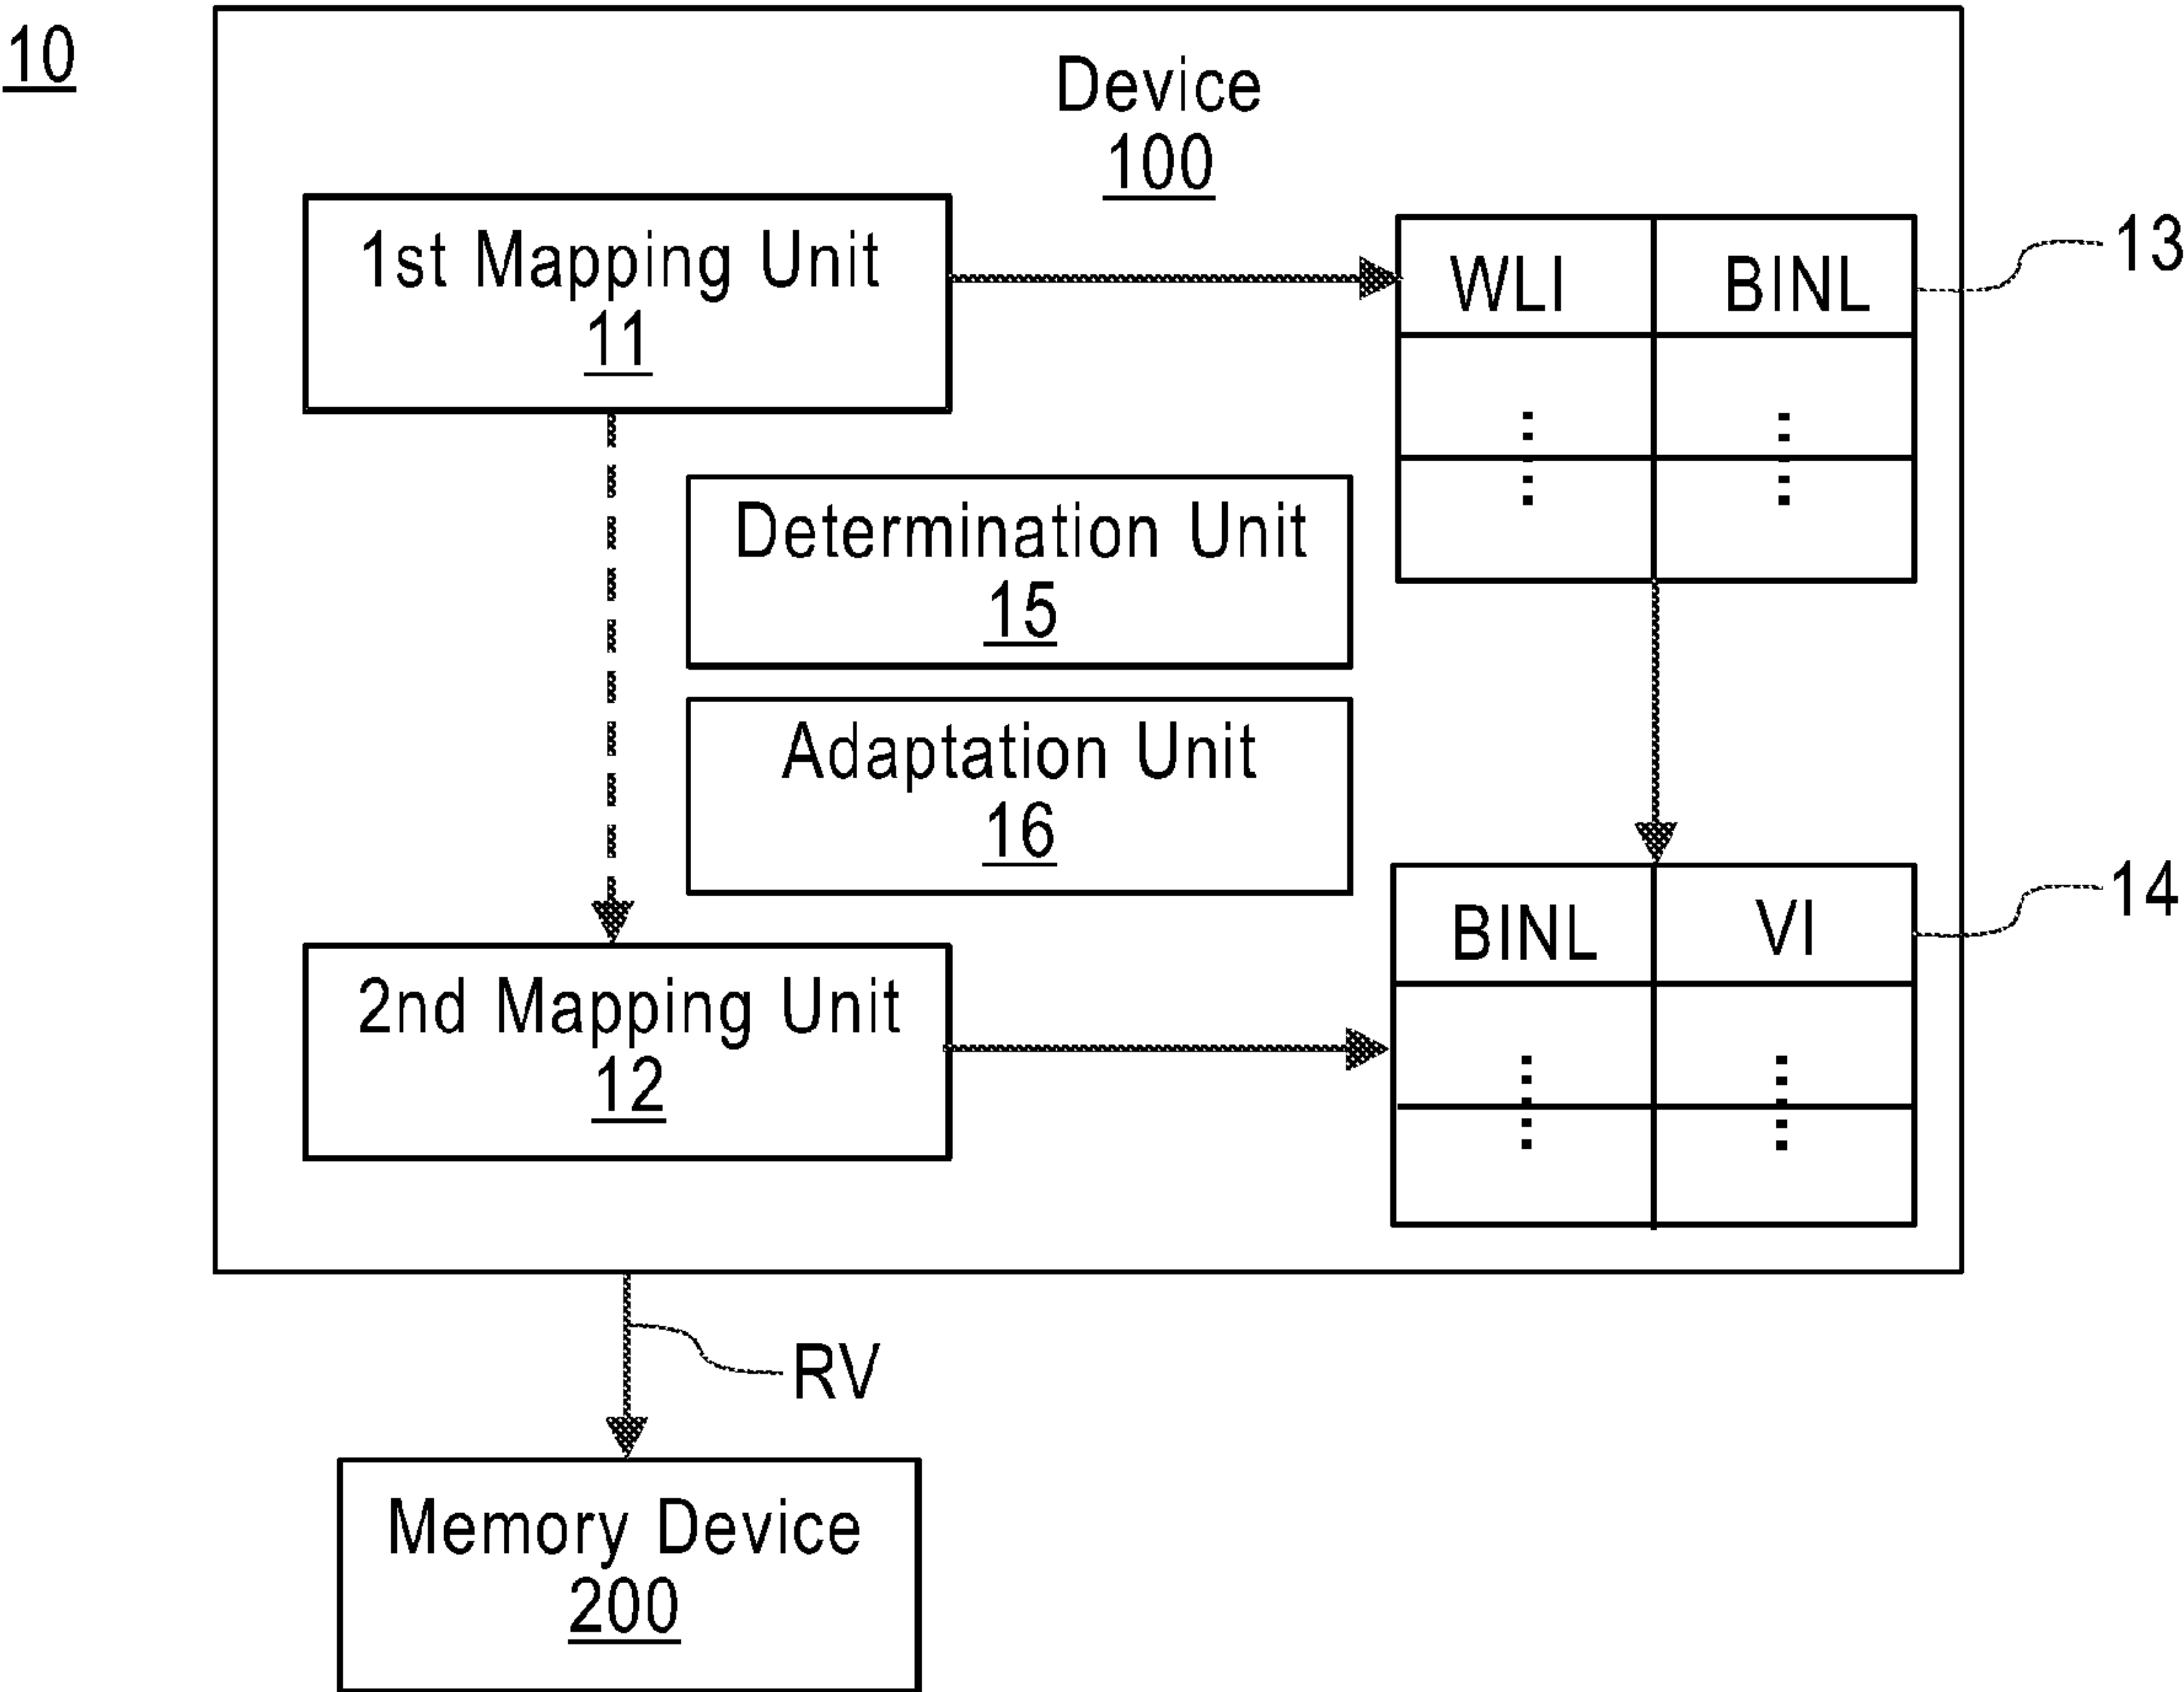 10
Device
100
1st Mapping Unit
11
WLI BINL
13
Determination Unit
15
Adaptation Unit
16
2nd Mapping Unit
12
BINL VI
14
RV
Memory Device
200